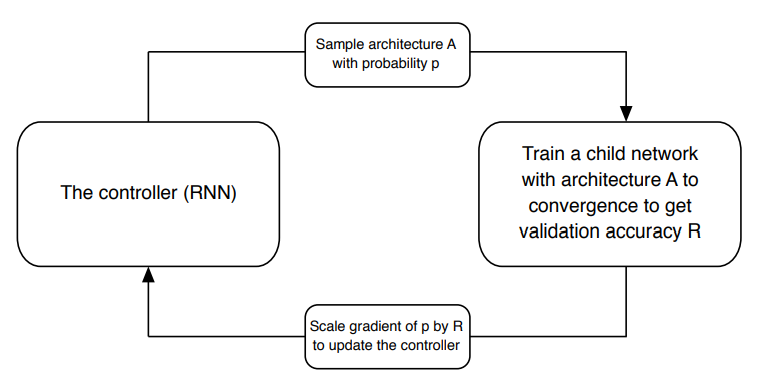 Sample architecture A
with probability p
The controller (RNN)
Train a child network
with architecture A to
convergence to get
validation accuracy R
Scale gradient of p by R
to update the controller